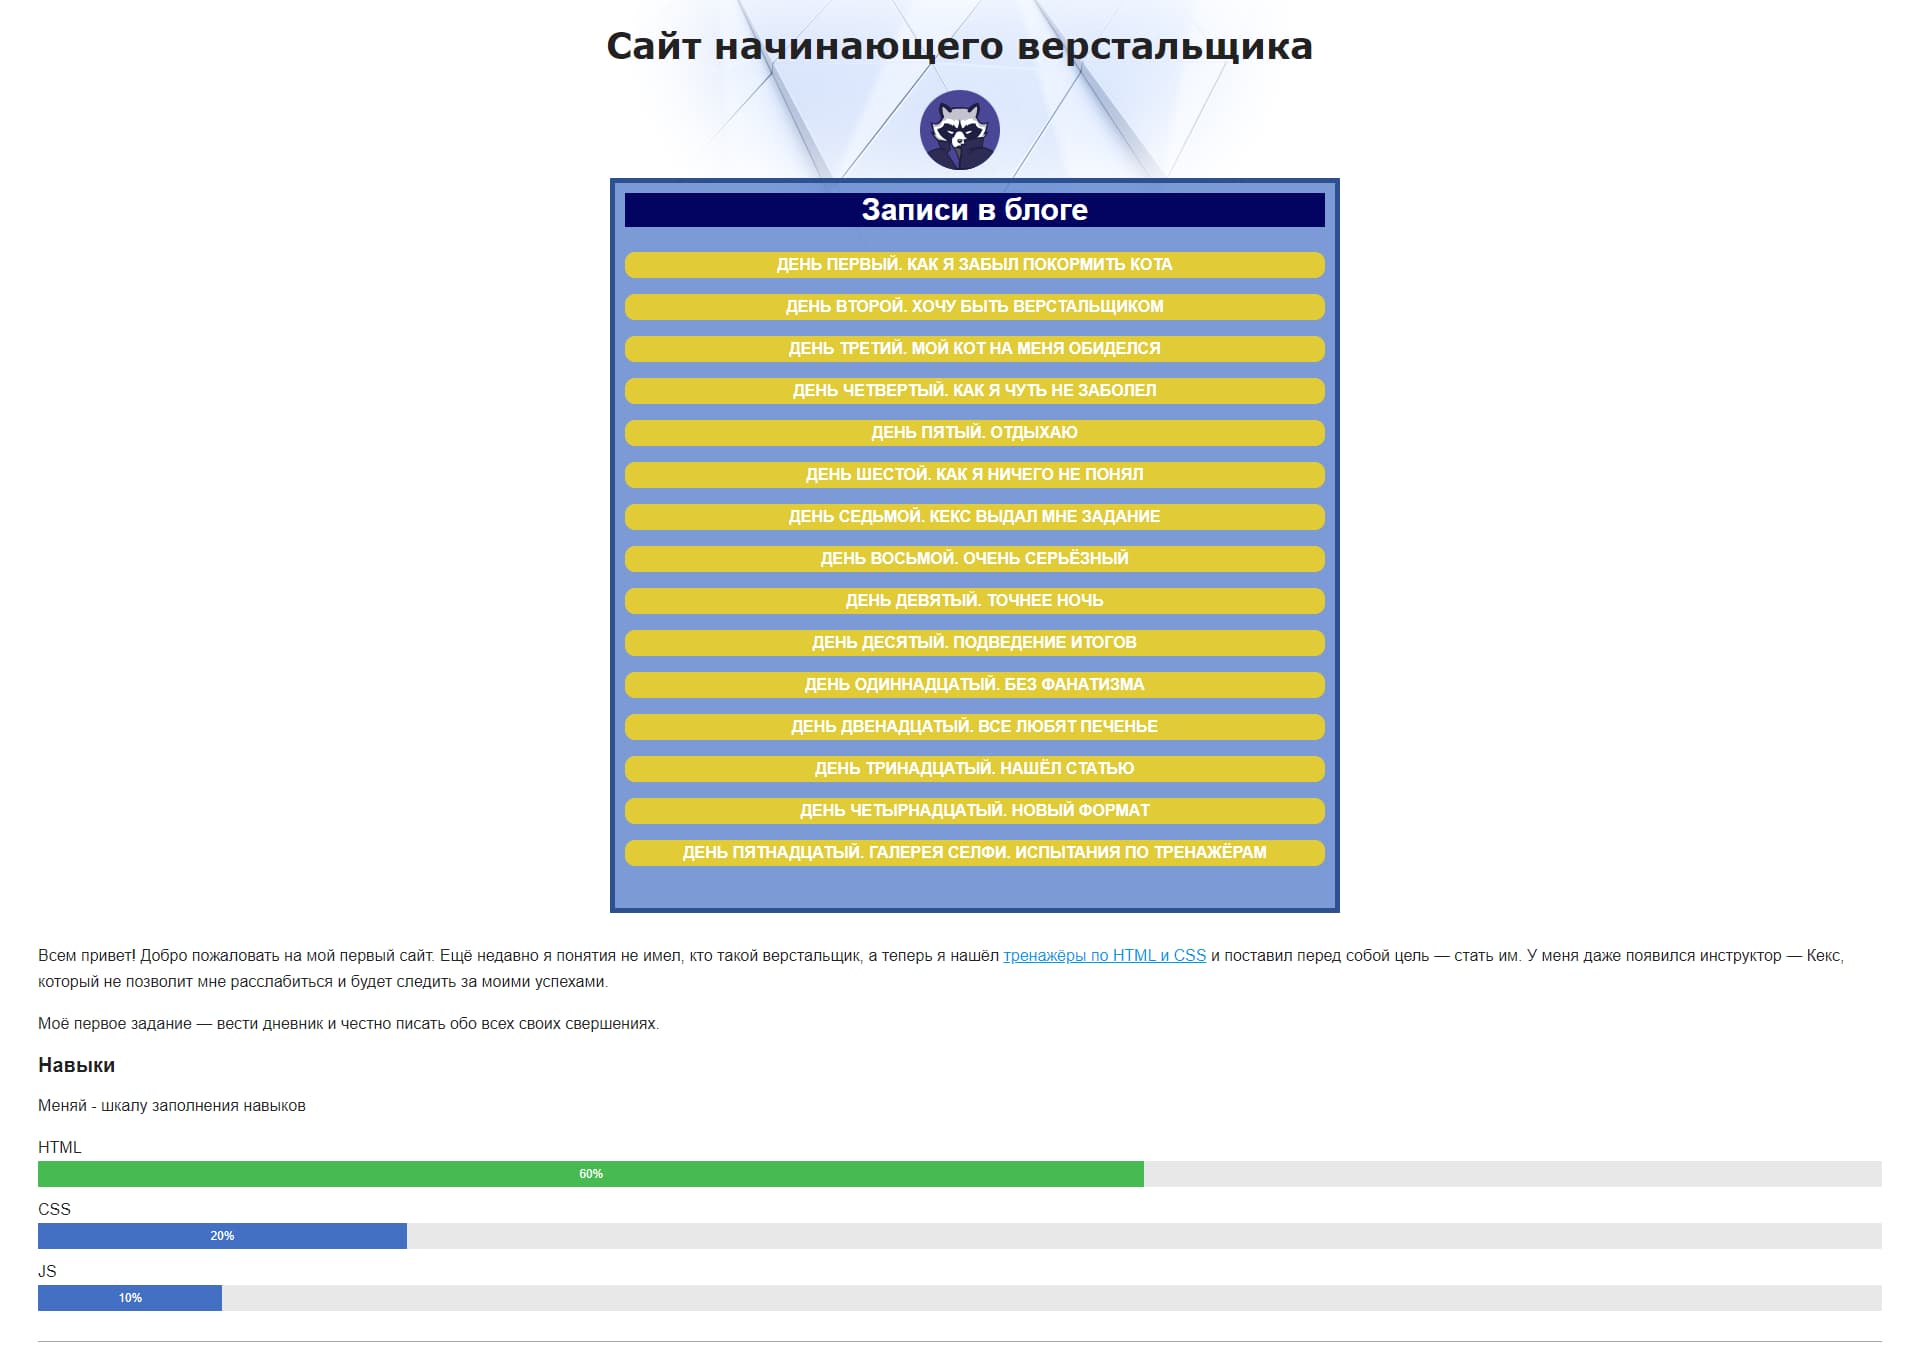 Сайт начинающего верстальщика
Записи в блоге
ДЕНЬ ПЕРВЫЙ. КАК Я ЗАБЫЛ ПОКОРМИТЬ КОТА
ДЕНЬ ВТОРОЙ. ХОЧУ БЫТЬ ВЕРСТАЛЬЩИКОМ
ДЕНЬ ТРЕТИЙ. МОЙ КОТ НА МЕНЯ ОБИДЕЛСЯ
ДЕНЬ ЧЕТВЕРТЫЙ. КАК Я ЧУТЬ НЕ ЗАБОЛЕЛ
ДЕНЬ ПЯТЫЙ. ОТДЫХАЮ
ДЕНЬ ШЕСТОЙ. КАК Я НИЧЕГО НЕ ПОНЯЛ
ДЕНЬ СЕДЬМОЙ. КЕКС ВЫДАЛ МНЕ ЗАДАНИЕ
ДЕНЬ ВОСЬМОЙ. ОЧЕНЬ СЕРЬЁЗНЫЙ
ДЕНЬ ДЕВЯТЫЙ. ТОЧНЕЕ НОЧЬ
ДЕНЬ ДЕСЯТЫЙ. ПОДВЕДЕНИЕ ИТОГОВ
ДЕНЬ ОДИННАДЦАТЫЙ. БЕЗ ФАНАТИЗМА
ДЕНЬ ДВЕНАДЦАТЫЙ. ВСЕ ЛЮБЯТ ПЕЧЕНЬЕ
ДЕНЬ ТРИНАДЦАТЫЙ. НАШЁЛ СТАТЬЮ
ДЕНЬ ЧЕТЫРНАДЦАТЫЙ. НОВЫЙ ФОРМАТ
ДЕНЬ ПЯТНАДЦАТЫЙ. ГАЛЕРЕЯ СЕЛФИ. ИСПЫТАНИЯ ПО ТРЕНАЖЁРАМ
Всем привет! Добро пожаловать на мой первый сайт. Ещё недавно я понятия не имел, кто такой верстальщик, а теперь я нашёл тренажёры по HTML и CSS и поставил перед собой цель — стать им. У меня даже появился инструктор — Кекс,
который не позволит мне расслабиться и будет следить за моими успехами.
Моё первое задание — вести дневник и честно писать обо всех своих свершениях.
Навыки
Меняй - шкалу заполнения навыков
HTML
60%
CSS
20%
JS
10%